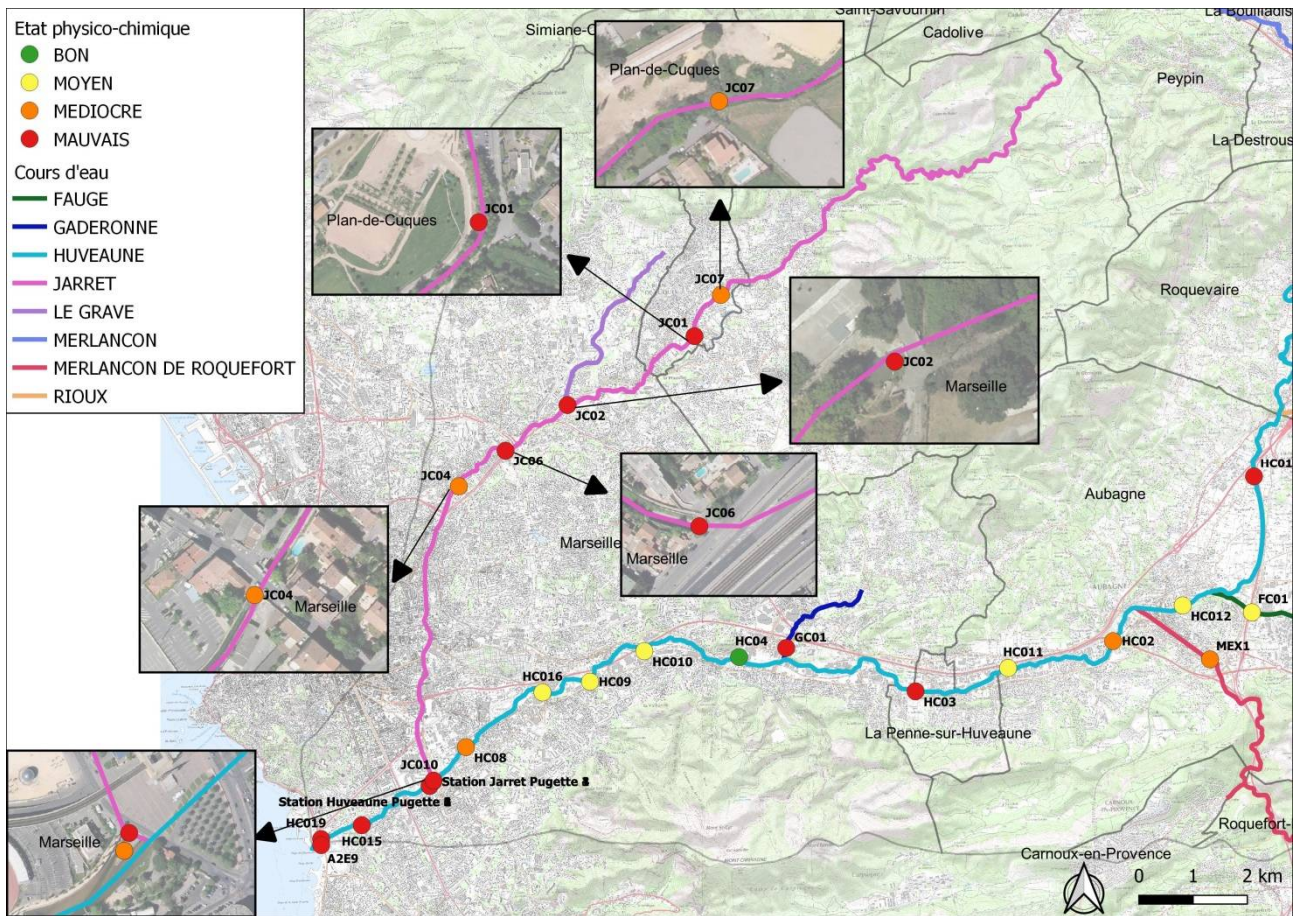 Etat physico-chimique
BON
MOYEN
MEDIOCRE
MAUVAIS
Cours d'eau
FAUGE
GADERONNE
HUVEAUNE
JARRET
LE GRAVE
MERLANCON
MERLANCON DE ROQUEFORT
RIOUX
Simiane-C
Saint-Savournin
Cadolive
La Bouilladis
Peypin
La Destrous
Plan-de-Cuques
JC07
Plan-de-Cuques
JC01
JC07
JC01
Roquevaire
JC02
Marseille
JC02
JC06
JC04
JC06
Marseille
Marseille
Aubagne
HC01
JC04
Marseille
AUBAGNE
HC012
FC01
GC01
HC04
HC010
HC011
HC02
MEX1
HC016
HC09
HC03
La Penne-sur-Huveaune
HC08
JC010
Station Jarret Pugette
Station Huveaune Pugette
HC019
HC015
A2E9
Marseille
Roquefort-
Carnoux-en-Provence
0 1 2 km